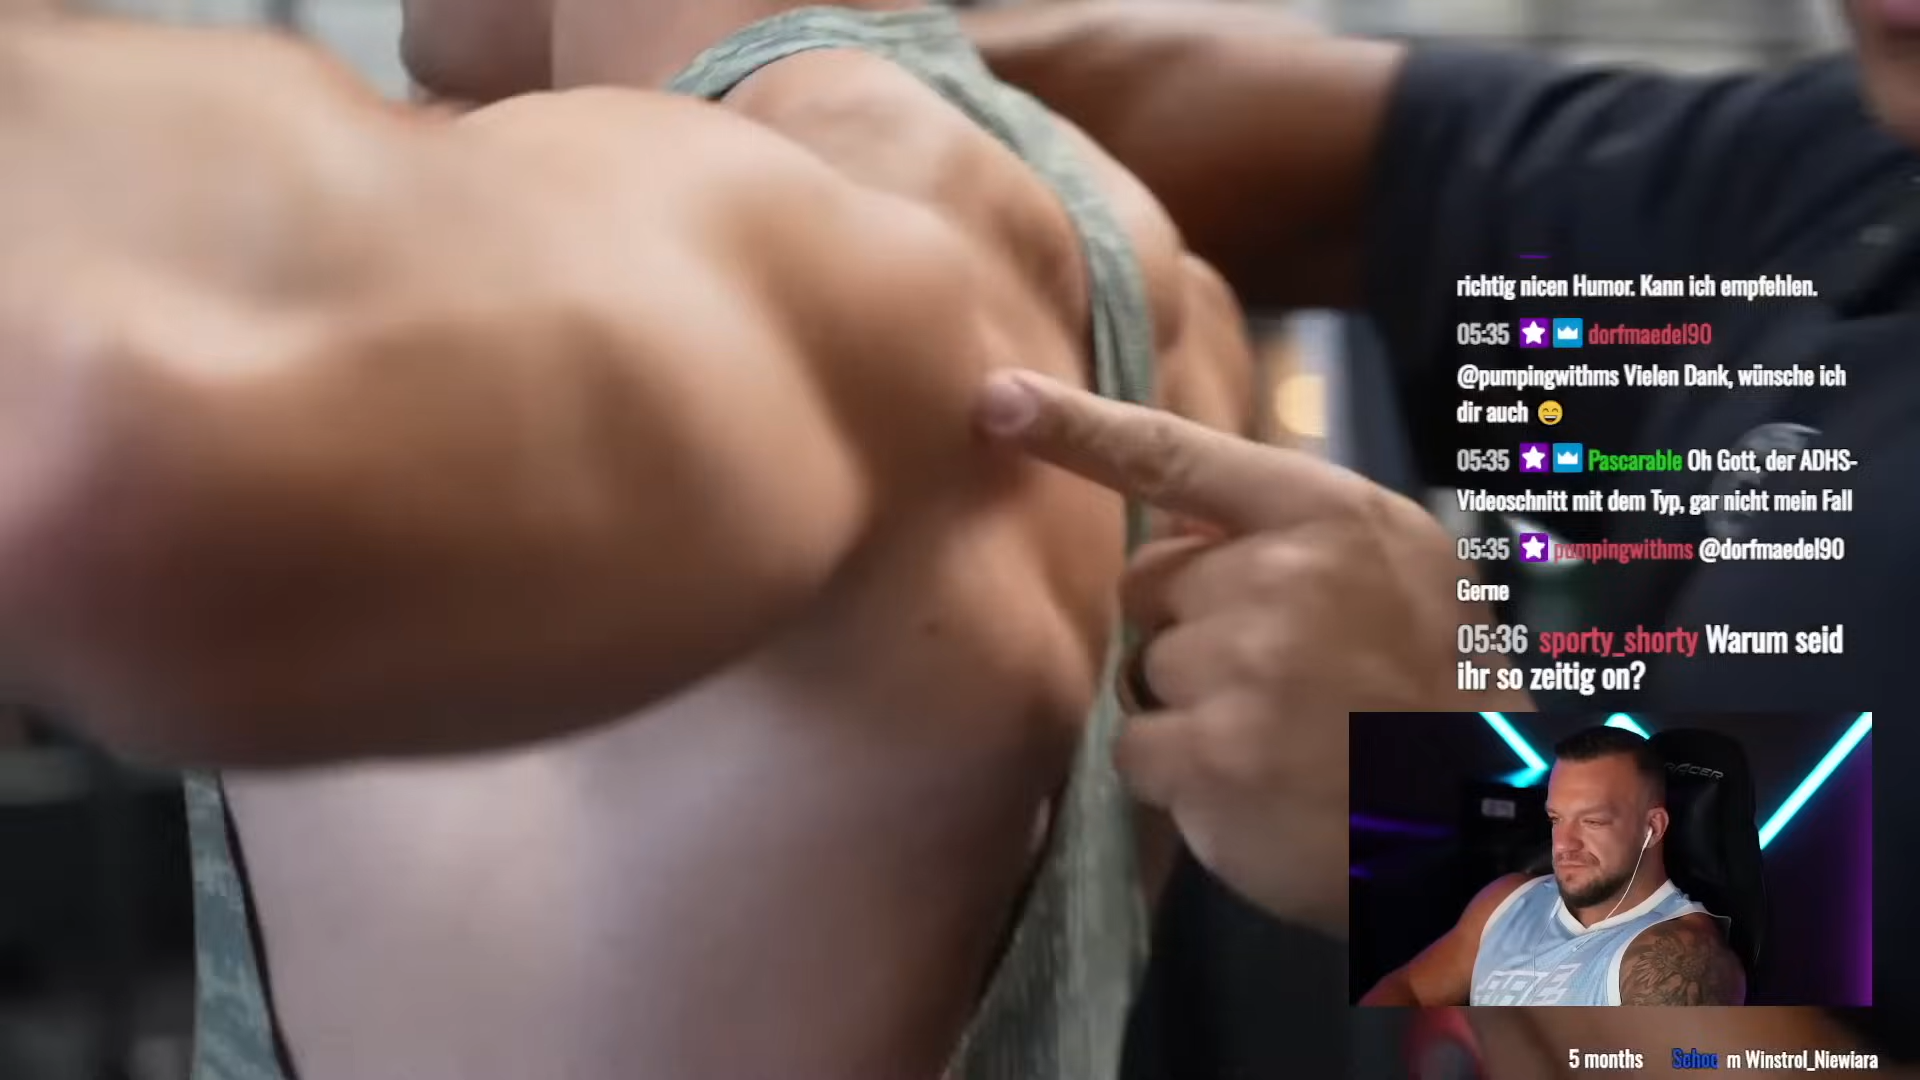 richtig nicen Humor. Kann ich empfehlen.
05:35 dorfmaedel90
@pumpingwithms Vielen Dank, wünsche ich
dir auch 😄
05:35 Pascarable Oh Gott, der ADHS-
Videoschnitt mit dem Typ, gar nicht mein Fall
05:35 pumpingwithms @dorfmaedel90
Gerne
05:36 sporty_shorty Warum seid
ihr so zeitig on?
RACER
5 months Schoc m Winstrol_Niewiara